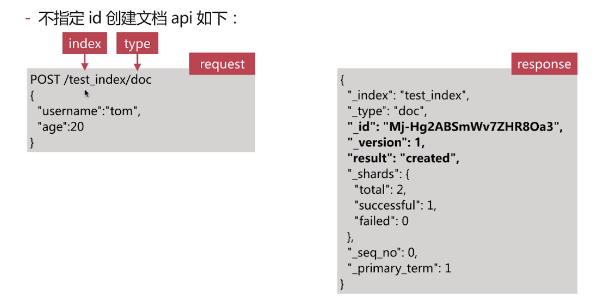 - 不指定 id 创建文档 api 如下：
index
type
request
POST /test_index/doc
{
"username":"tom",
"age":20
}
response
{
"_index": "test_index",
"_type": "doc",
"_id": "Mj-Hg2ABSmWv7ZHR8Oa3",
"_version": 1,
"result": "created",
"_shards": {
"total": 2,
"successful": 1,
"failed": 0
},
"_seq_no": 0,
"_primary_term": 1
}